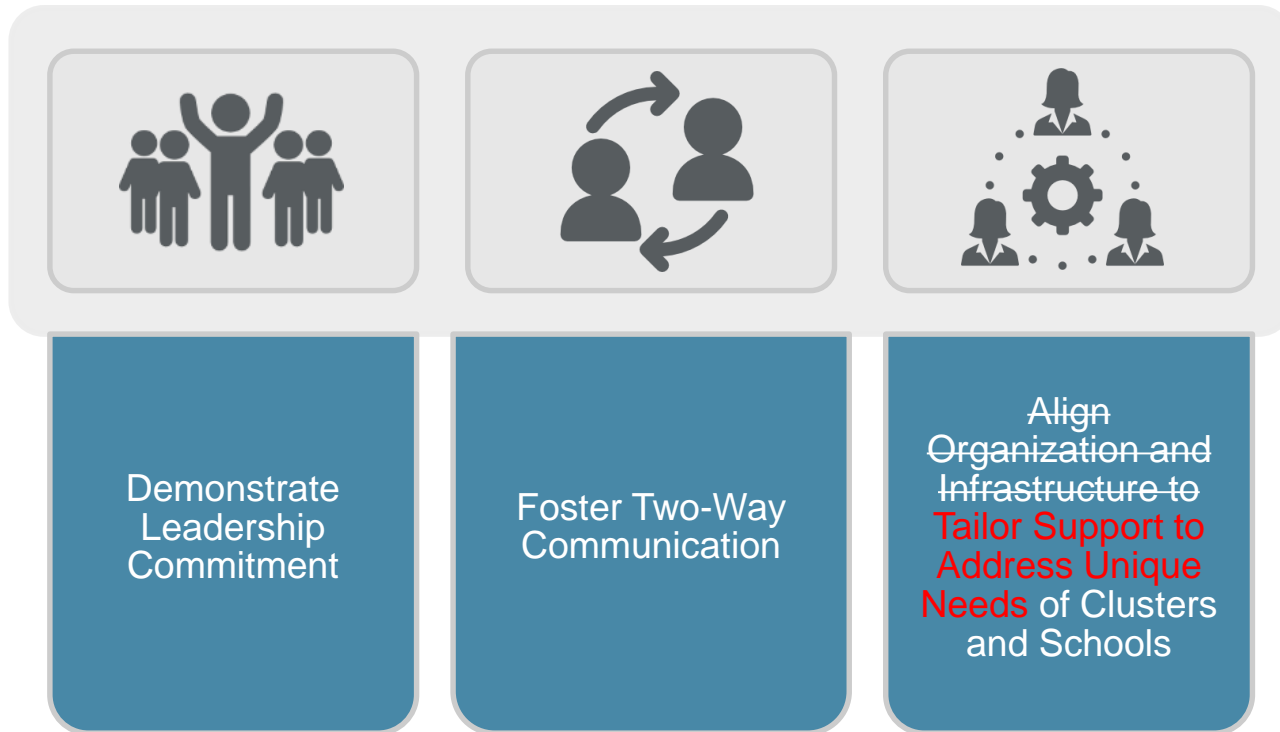 Demonstrate
Leadership
Commitment
Foster Two-Way
Communication
Align
Organization and
Infrastructure to
Tailor Support to
Address Unique
Needs of Clusters
and Schools